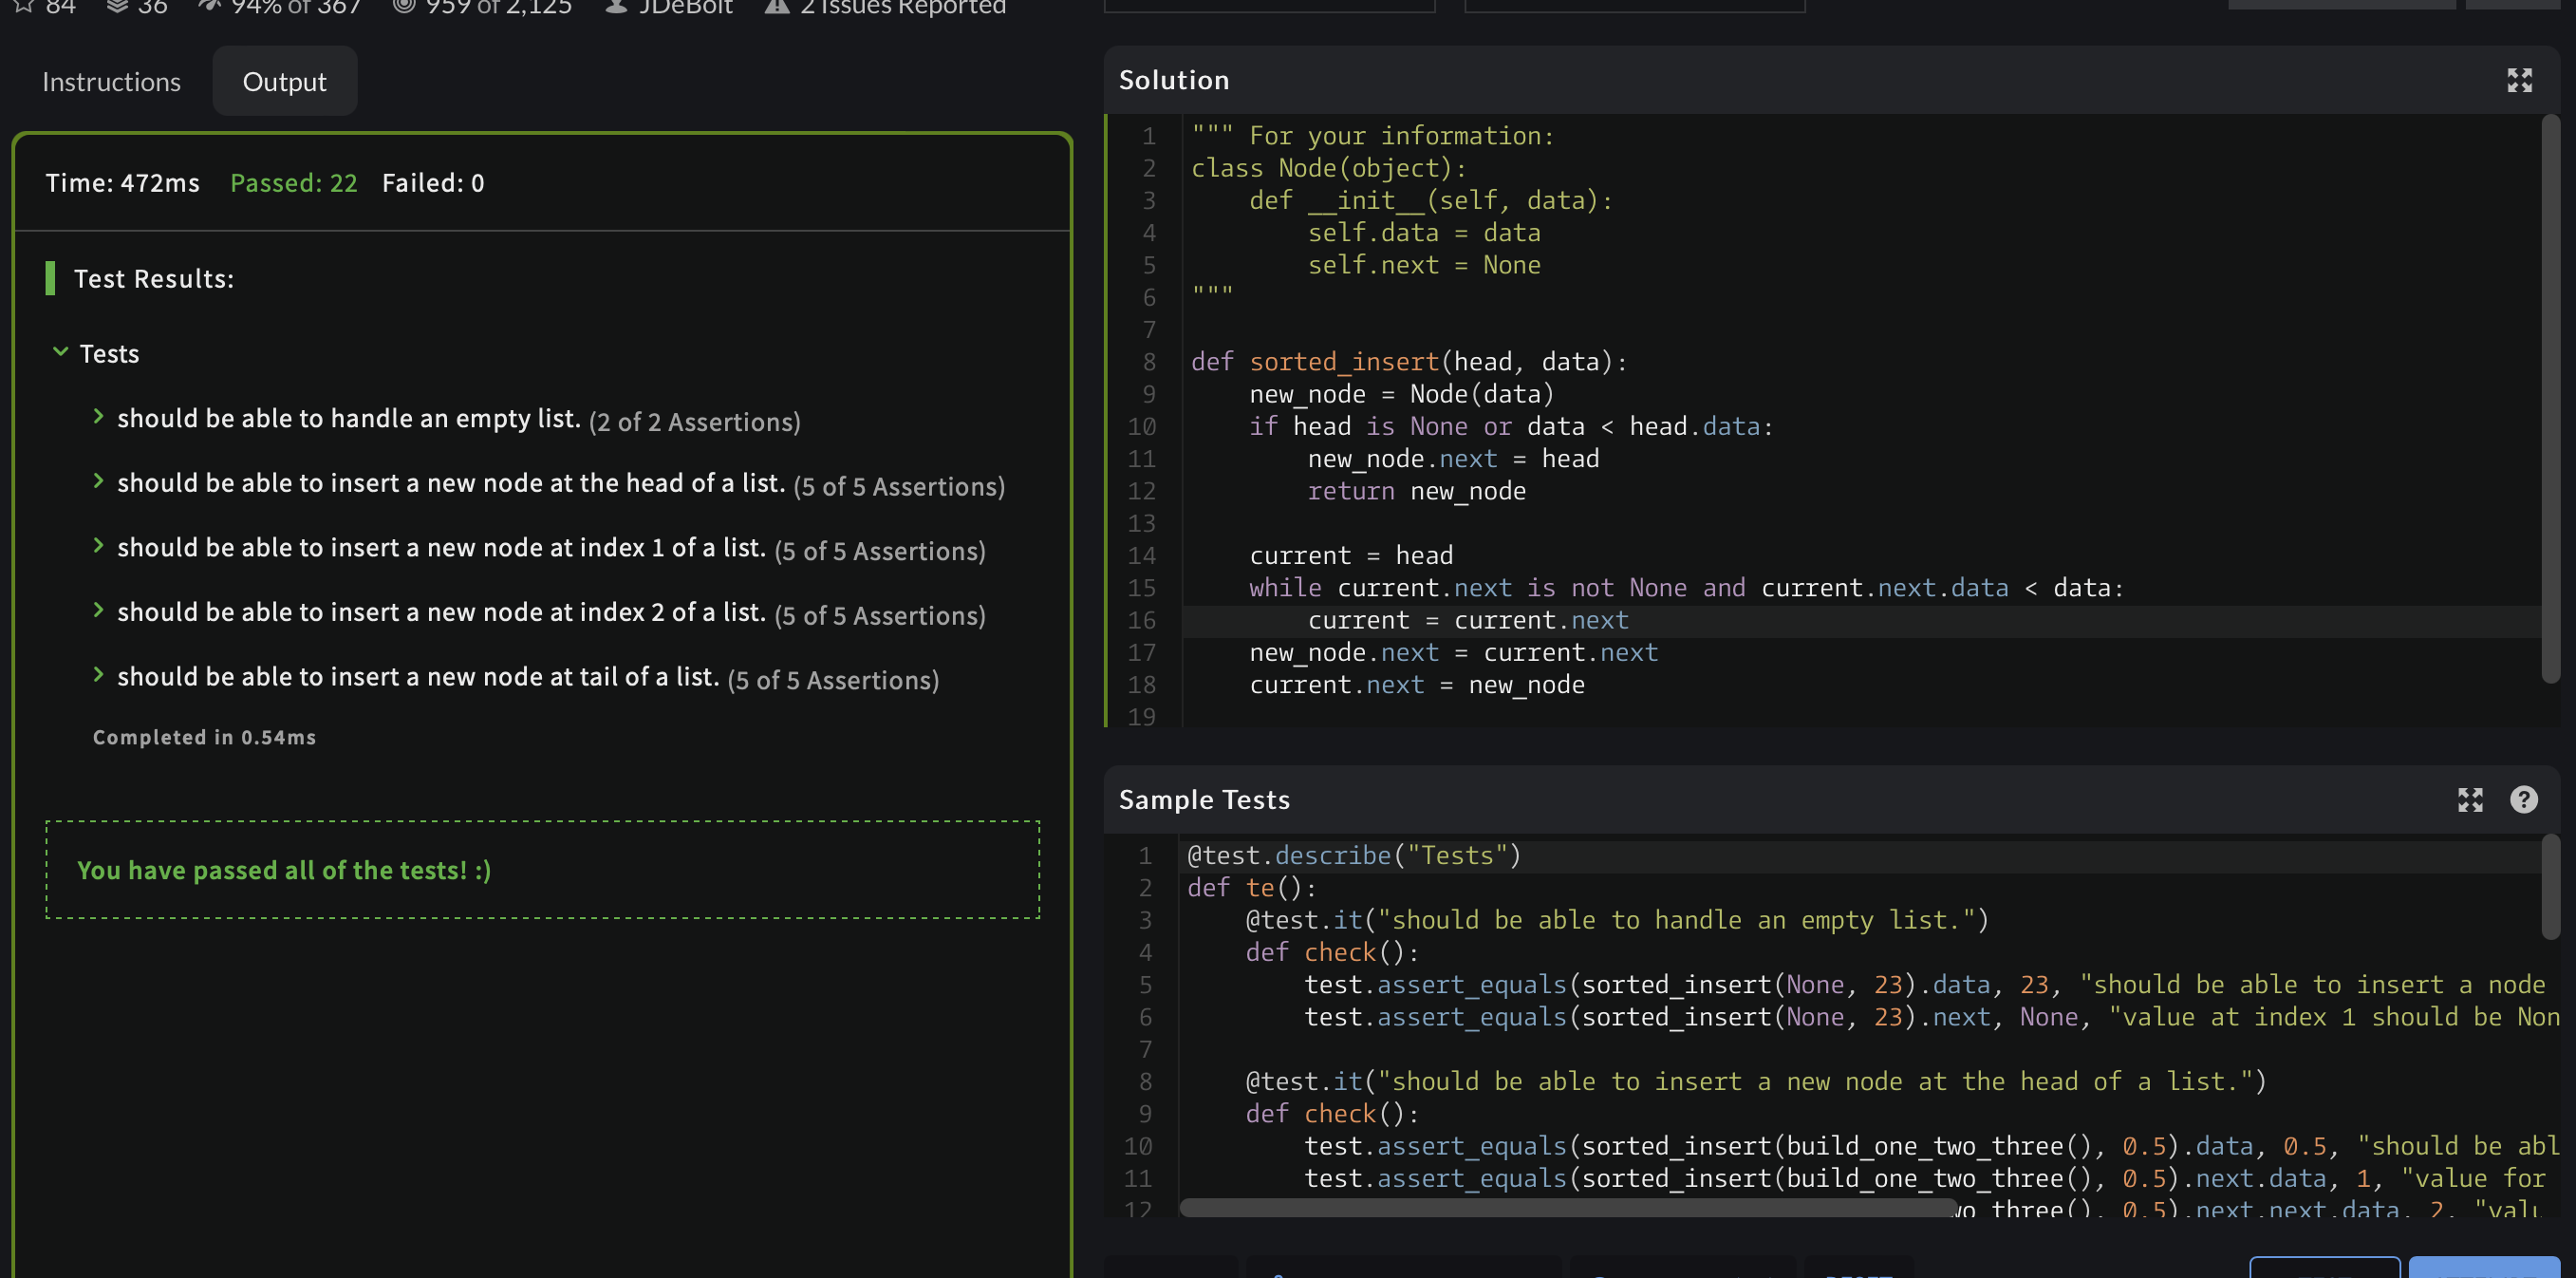 84 36 94% of 367 959 of 2,125 JDeBolt 2 Issues Reported
Instructions
Output
Time: 472ms Passed: 22 Failed: 0
Test Results:
Tests
should be able to handle an empty list. (2 of 2 Assertions)
should be able to insert a new node at the head of a list. (5 of 5 Assertions)
should be able to insert a new node at index 1 of a list. (5 of 5 Assertions)
should be able to insert a new node at index 2 of a list. (5 of 5 Assertions)
should be able to insert a new node at tail of a list. (5 of 5 Assertions)
Completed in 0.54ms
You have passed all of the tests! :)
Solution
1 """ For your information:
2 class Node(object):
3     def __init__(self, data):
4         self.data = data
5         self.next = None
6 """
7
8 def sorted_insert(head, data):
9     new_node = Node(data)
10     if head is None or data < head.data:
11         new_node.next = head
12         return new_node
13
14     current = head
15     while current.next is not None and current.next.data < data:
16         current = current.next
17     new_node.next = current.next
18     current.next = new_node
19
Sample Tests
?
1 @test.describe("Tests")
2 def te():
3     @test.it("should be able to handle an empty list.")
4     def check():
5         test.assert_equals(sorted_insert(None, 23).data, 23, "should be able to insert a node
6         test.assert_equals(sorted_insert(None, 23).next, None, "value at index 1 should be Non
7
8     @test.it("should be able to insert a new node at the head of a list.")
9     def check():
10         test.assert_equals(sorted_insert(build_one_two_three(), 0.5).data, 0.5, "should be abl
11         test.assert_equals(sorted_insert(build_one_two_three(), 0.5).next.data, 1, "value for
12 wo_three(), 0.5).next.next.data, 2, "valu